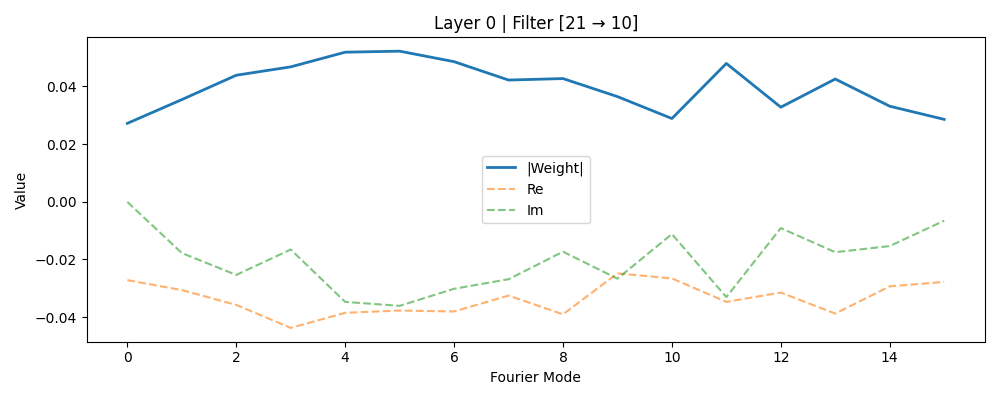 Layer 0 | Filter [21 → 10]
Value
0.04
0.02
0.00
−0.02
−0.04
|Weight|
Re
Im
0 2 4 6 8 10 12 14
Fourier Mode